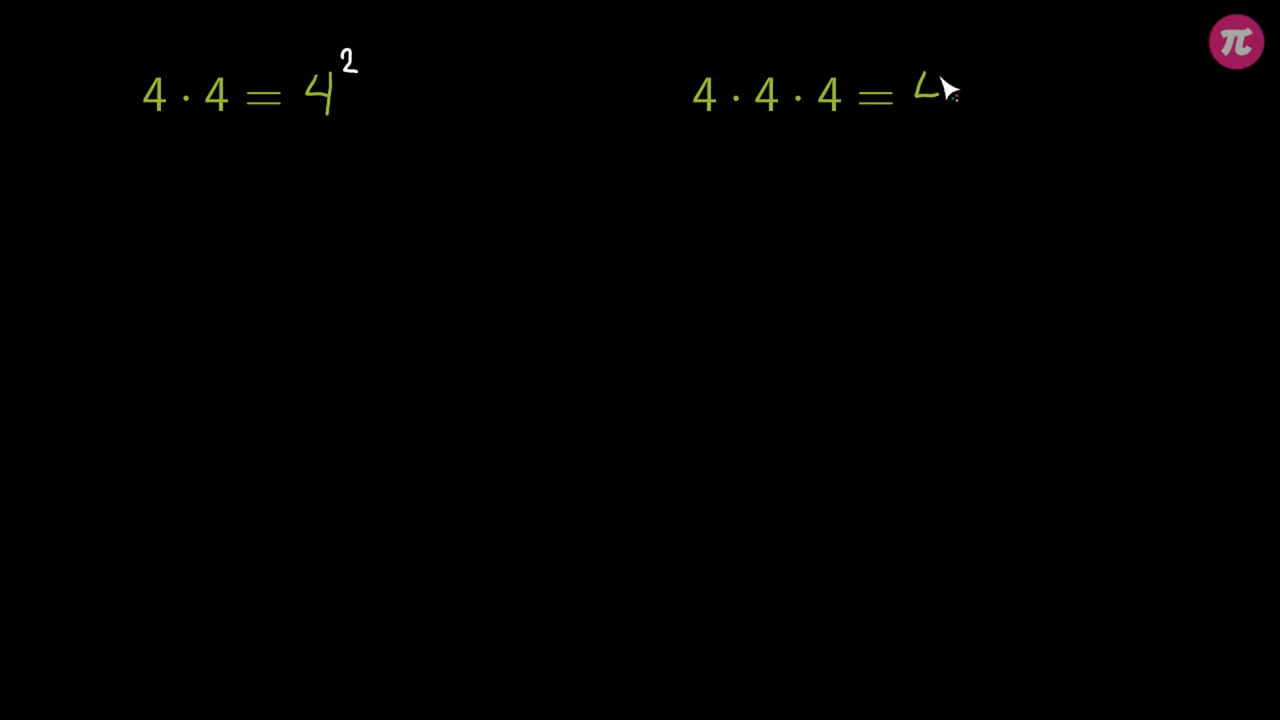 4 · 4 = 4²
4 · 4 · 4 =
π